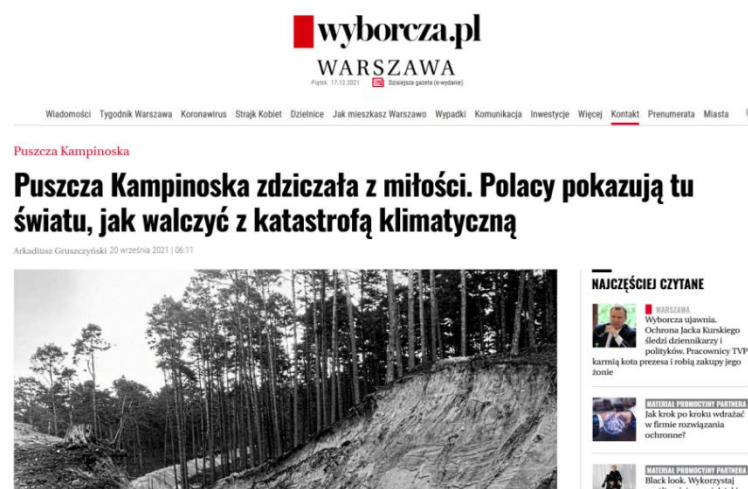 wyborcza.pl
WARSZAWA
Piątek 17.12.2021 Dzisiejsza gazeta (e-wydanie)
Wiadomości Tygodnik Warszawa Koronawirus Strajk Kobiet Dzielnice Jak mieszkasz Warszawo Wypadki Komunikacja Inwestycje Więcej Kontakt Prenumerata Miasta
Puszcza Kampinoska
Puszcza Kampinoska zdziczała z miłości. Polacy pokazują tu
światu, jak walczyć z katastrofą klimatyczną
Arkadiusz Gruszczyński 20 września 2021 | 06:11
NAJCZĘŚCIEJ CZYTANE
WARSZAWA
Wyborcza ujawnia.
Ochrona Jacka Kurskiego
śledzi dziennikarzy i
polityków. Pracownicy TVP
karmią kota prezesa i robią zakupy jego
żonie
MATERIAŁ PROMOCYJNY PARTNERA
Jak krok po kroku wdrażać
w firmie rozwiązania
ochronne?
MATERIAŁ PROMOCYJNY PARTNERA
Black look. Wykorzystaj